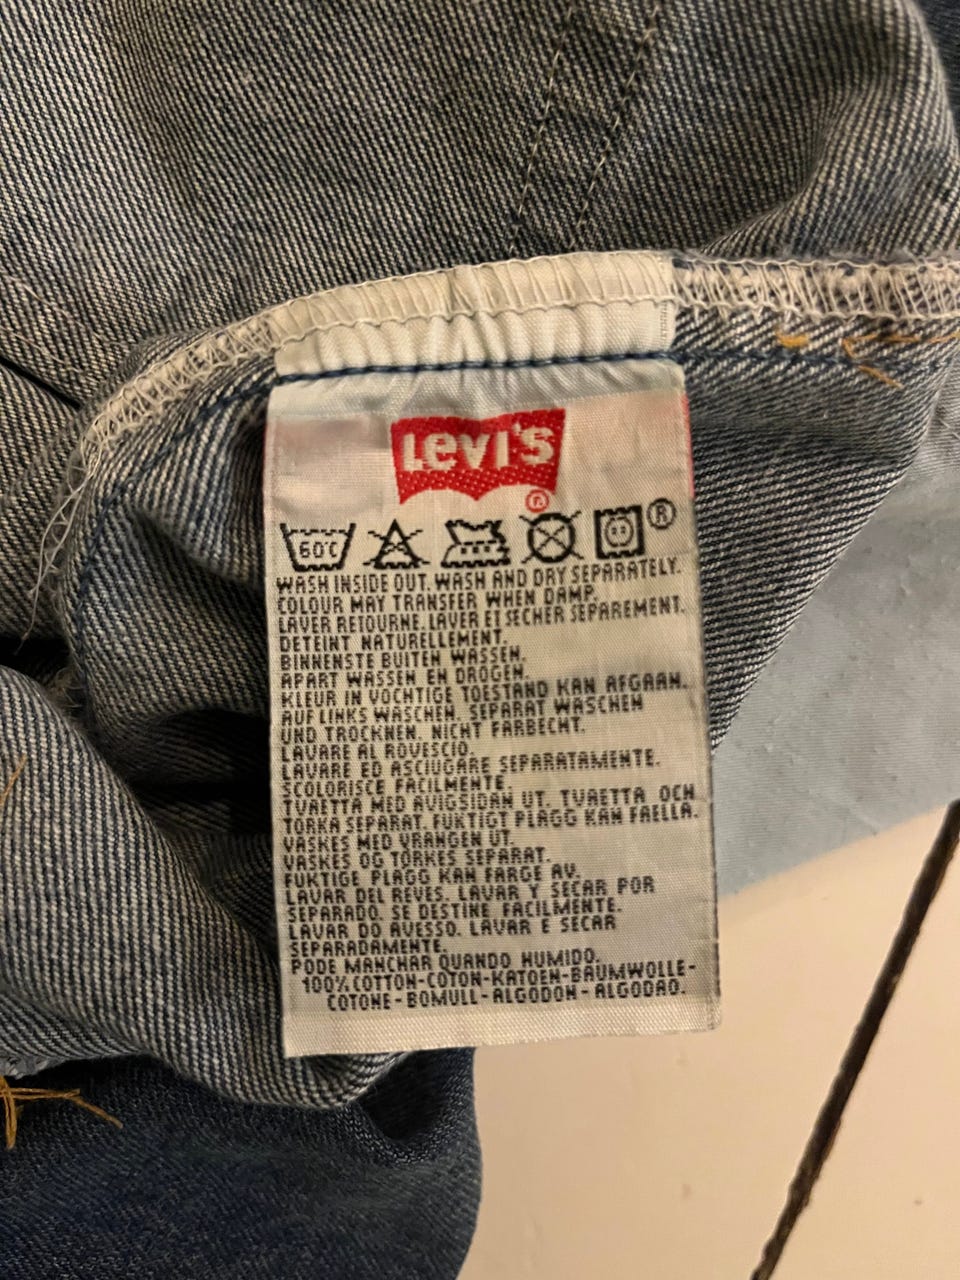 Levi's
®
60°C
®
WASH INSIDE OUT. WASH AND DRY SEPARATELY.
COLOUR MAY TRANSFER WHEN DAMP.
LAVER RETOURNE. LAVER ET SECHER SEPAREMENT.
DETEINT NATURELLEMENT.
BINNENSTE BUITEN WASSEN.
APART WASSEN EN DROGEN.
KLEUR IN VOCHTIGE TOESTAND KAN AFGAAN.
AUF LINKS WASCHEN. SEPARAT WASCHEN
UND TROCKNEN. NICHT FARBECHT.
LAVARE AL ROVESCIO.
LAVARE ED ASCIUGARE SEPARATAMENTE.
SCOLORISCE FACILMENTE.
TVAETTA MED AVIGSIDAN UT. TVAETTA OCH
TORKA SEPARAT. FUKTIGT PLAGG KAN FAELLA.
VASKES MED VRANGEN UT.
VASKES OG TORKES SEPARAT.
FUKTIGE PLAGG KAN FARGE AV.
LAVAR DEL REVES. LAVAR Y SECAR POR
SEPARADO. SE DESTINE FACILMENTE.
LAVAR DO AVESSO. LAVAR E SECAR
SEPARADAMENTE.
PODE MANCHAR QUANDO HUMIDO.
100% COTTON-COTON-KATOEN-BAUMWOLLE-
COTONE-BOMULL-ALGODON-ALGODAO.